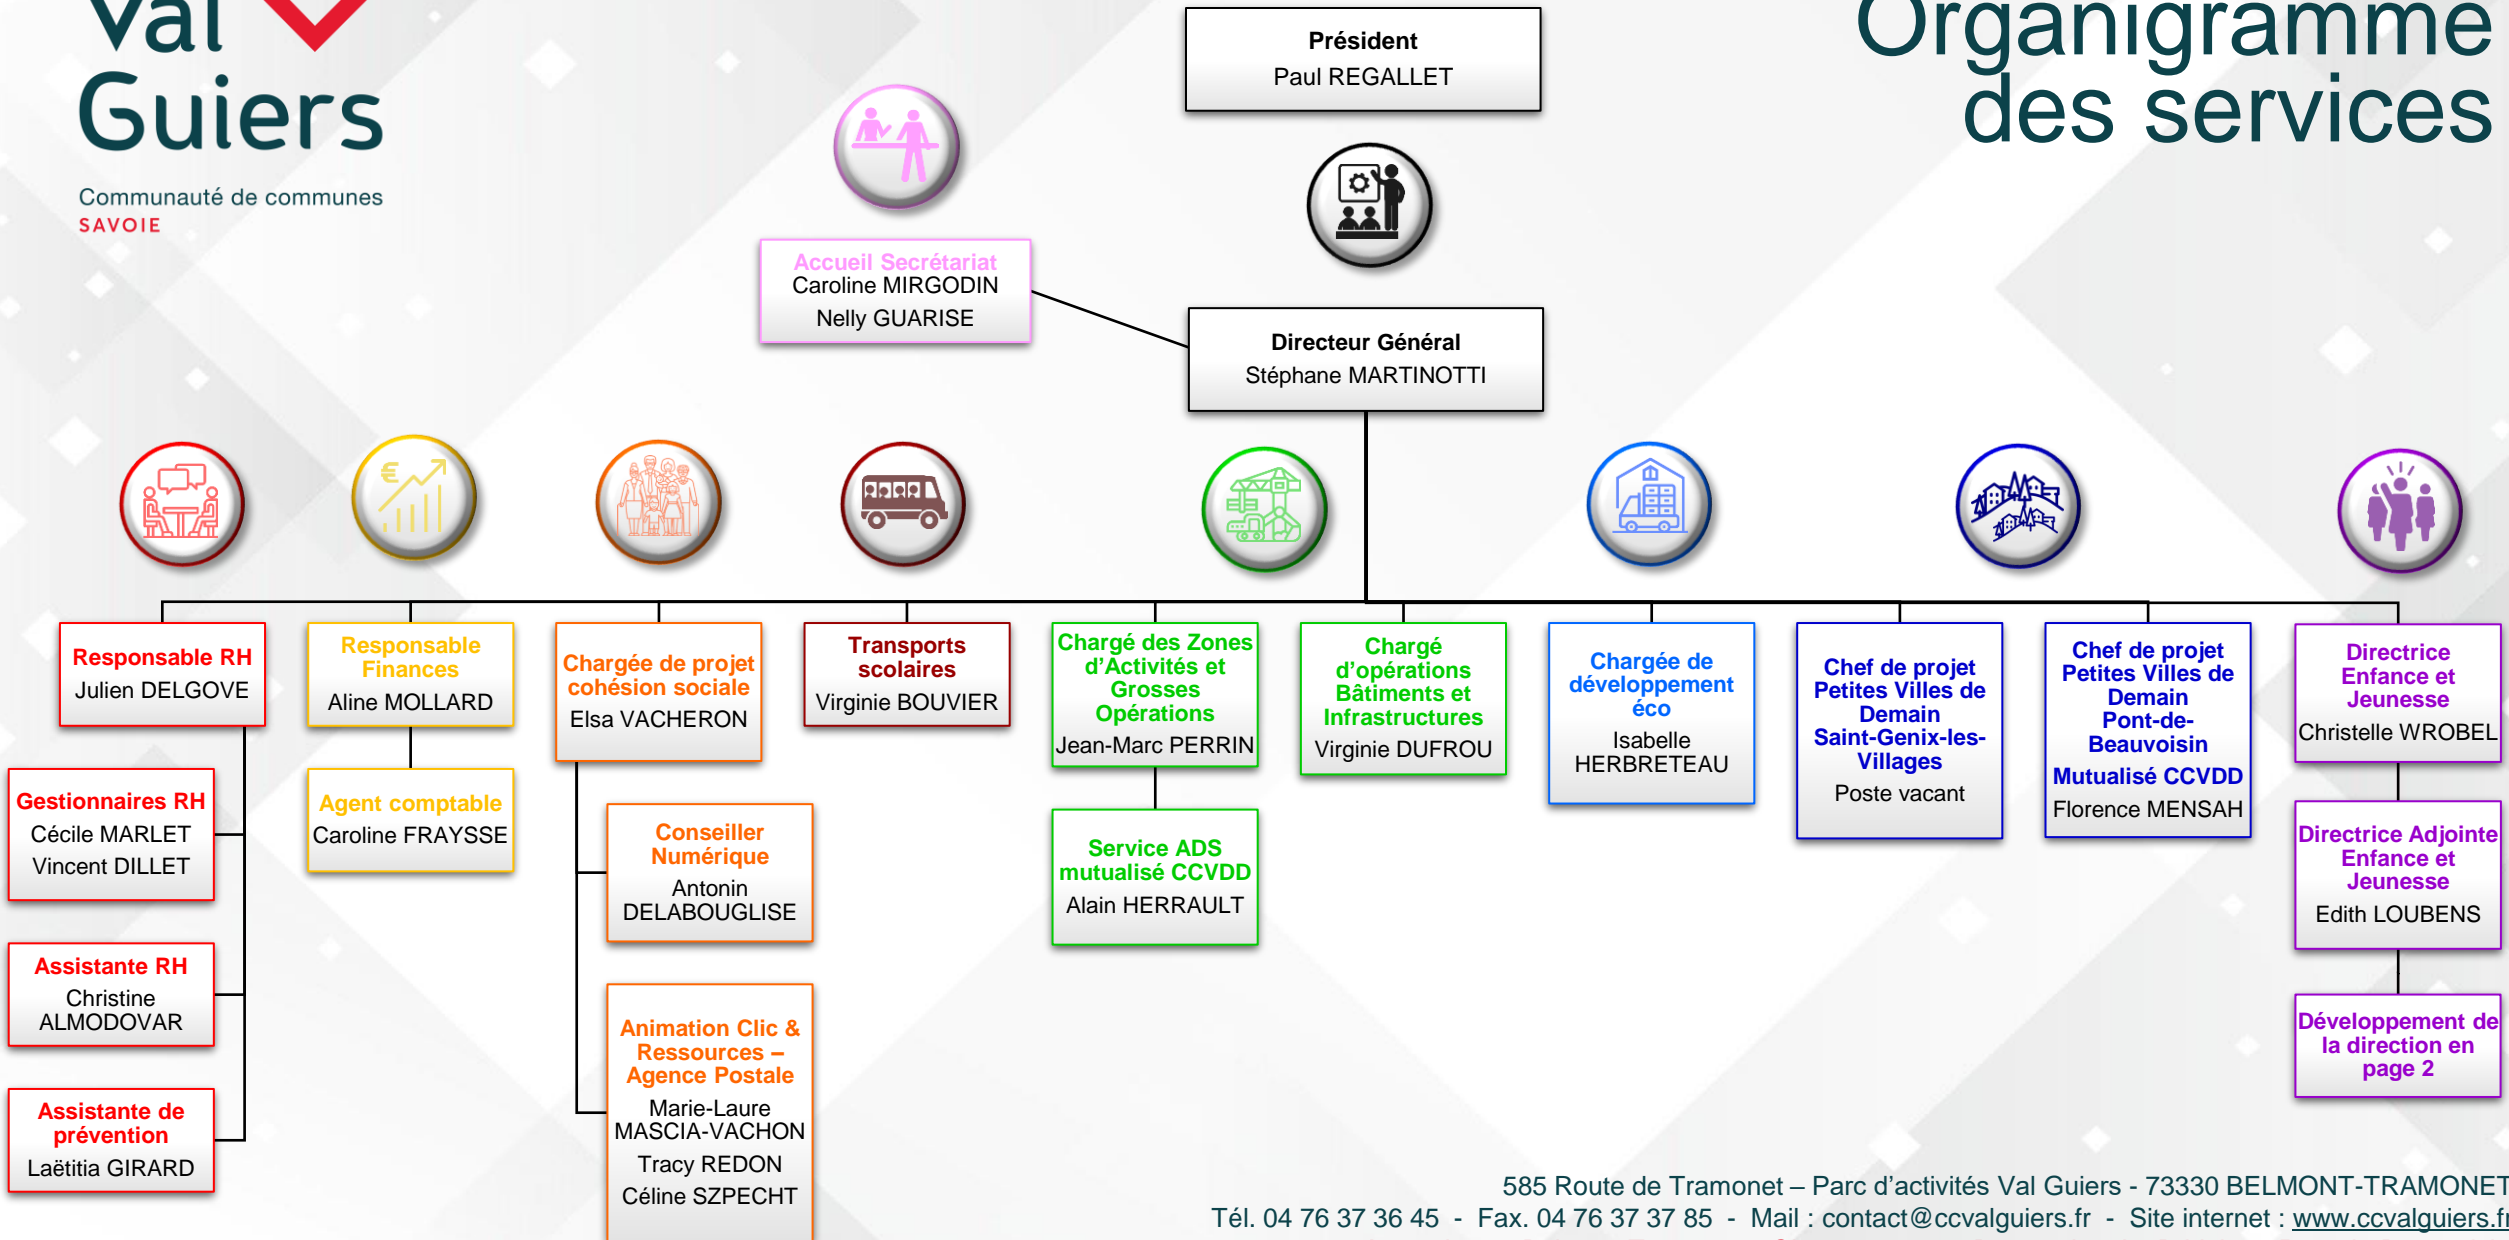 Val
Guiers
Communauté de communes
SAVOIE
Organigramme
des services
Président
Paul REGALLET
Accueil Secrétariat
Caroline MIRGODIN
Nelly GUARISE
Directeur Général
Stéphane MARTINOTTI
Responsable RH
Julien DELGOVE
Gestionnaires RH
Cécile MARLET
Vincent DILLET
Assistante RH
Christine
ALMODOVAR
Assistante de
prévention
Laëtitia GIRARD
Responsable
Finances
Aline MOLLARD
Agent comptable
Caroline FRAYSSE
Chargée de projet
cohésion sociale
Elsa VACHERON
Conseiller
Numérique
Antonin
DELABOUGLISE
Animation Clic &
Ressources –
Agence Postale
Marie-Laure
MASCIA-VACHON
Tracy REDON
Céline SZPECHT
Transports
scolaires
Virginie BOUVIER
Chargé des Zones
d'Activités et
Grosses
Opérations
Jean-Marc PERRIN
Service ADS
mutualisé CCVDD
Alain HERRAULT
Chargé
d'opérations
Bâtiments et
Infrastructures
Virginie DUFROU
Chargée de
développement
éco
Isabelle
HERBRETEAU
Chef de projet
Petites Villes de
Demain
Saint-Genix-les-
Villages
Poste vacant
Chef de projet
Petites Villes de
Demain
Pont-de-
Beauvoisin
Mutualisé CCVDD
Florence MENSAH
Directrice
Enfance et
Jeunesse
Christelle WROBEL
Directrice Adjointe
Enfance et
Jeunesse
Edith LOUBENS
Développement de
la direction en
page 2
585 Route de Tramonet – Parc d'activités Val Guiers - 73330 BELMONT-TRAMONET
Tél. 04 76 37 36 45 - Fax. 04 76 37 37 85 - Mail : contact@ccvalguiers.fr - Site internet : www.ccvalguiers.fr